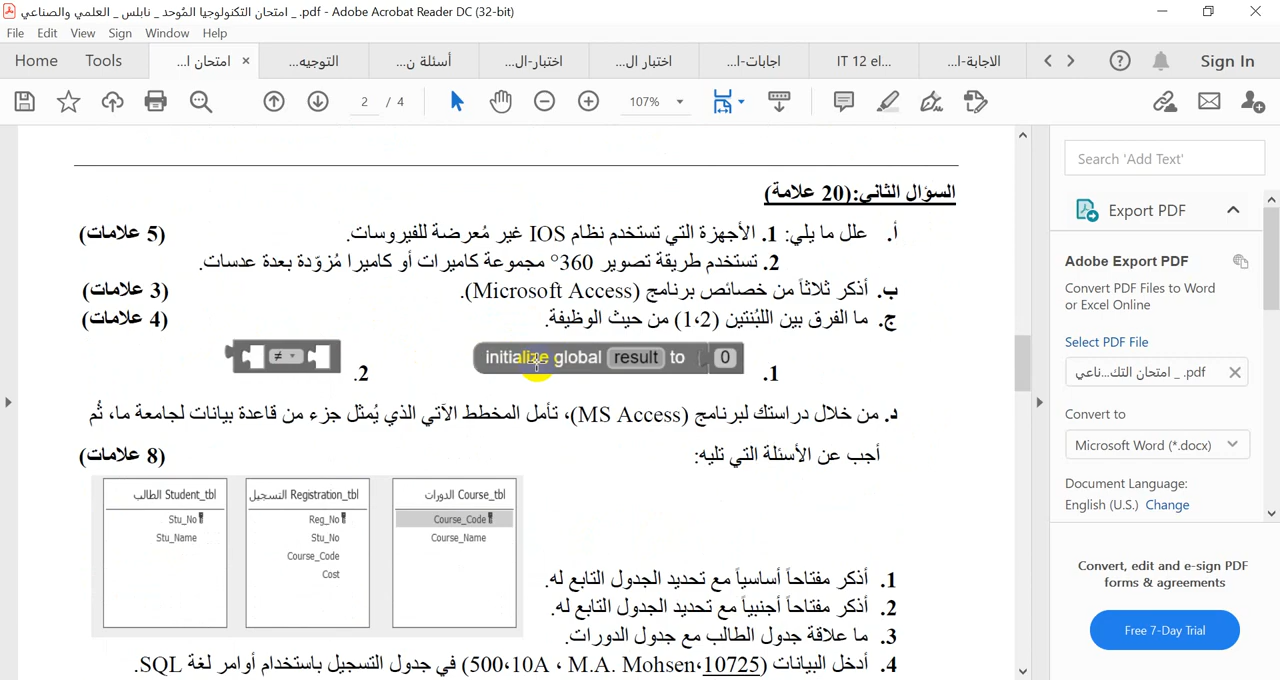 امتحان التكنولوجيا المُوحد _ نابلس _ العلمي والصناعي _ .pdf - Adobe Acrobat Reader DC (32-bit)
File Edit View Sign Window Help
Home Tools امتحان ا... × التوجيه... أسئلة ن... اختبار-ال... اختبار ال... اجابات-ا... IT 12 el... الاجابة-ا... Sign In
2 / 4 107%
السؤال الثاني:(20 علامة)
أ. علل ما يلي: 1. الأجهزة التي تستخدم نظام IOS غير مُعرضة للفيروسات. (5 علامات)
2. تستخدم طريقة تصوير 360° مجموعة كاميرات أو كاميرا مُزوّدة بعدة عدسات.
ب. أذكر ثلاثاً من خصائص برنامج (Microsoft Access). (3 علامات)
ج. ما الفرق بين اللبُنتين (1،2) من حيث الوظيفة. (4 علامات)
1. initialize global result to 0
2. ≠
د. من خلال دراستك لبرنامج (MS Access)، تأمل المخطط الآتي الذي يُمثل جزء من قاعدة بيانات لجامعة ما، ثُم
أجب عن الأسئلة التي تليه: (8 علامات)
Student_tbl الطالب
Stu_No
Stu_Name
Registration_tbl التسجيل
Reg_No
Stu_No
Course_Code
Cost
Course_tbl الدورات
Course_Code
Course_Name
1. أذكر مفتاحاً أساسياً مع تحديد الجدول التابع له.
2. أذكر مفتاحاً أجنبياً مع تحديد الجدول التابع له.
3. ما علاقة جدول الطالب مع جدول الدورات.
4. أدخل البيانات (500،10A ، M.A. Mohsen،10725) في جدول التسجيل باستخدام أوامر لغة SQL.
Search 'Add Text'
Export PDF
Adobe Export PDF
Convert PDF Files to Word
or Excel Online
Select PDF File
امتحان التك...ناعي _ .pdf
Convert to
Microsoft Word (*.docx)
Document Language:
English (U.S.) Change
Convert, edit and e-sign PDF
forms & agreements
Free 7-Day Trial